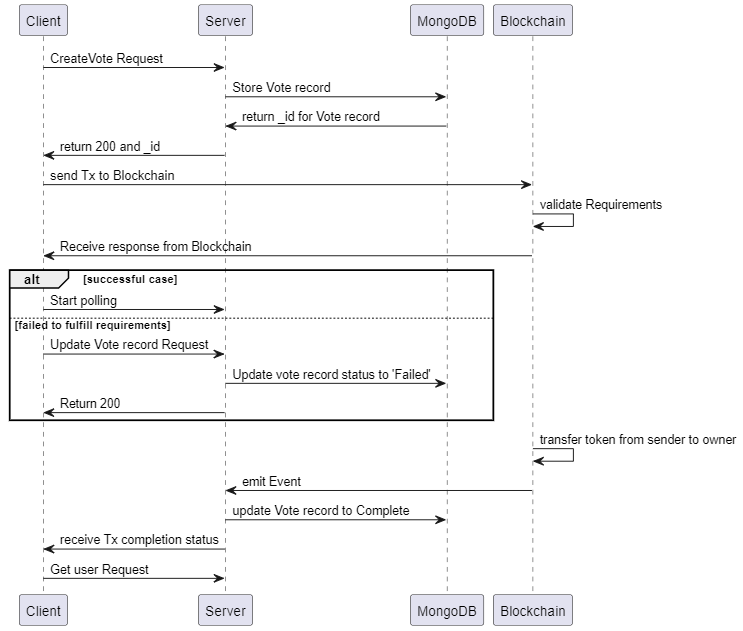 Client Server MongoDB Blockchain
CreateVote Request
Store Vote record
return _id for Vote record
return 200 and _id
send Tx to Blockchain
validate Requirements
Receive response from Blockchain
alt [successful case]
Start polling
[failed to fulfill requirements]
Update Vote record Request
Update vote record status to 'Failed'
Return 200
transfer token from sender to owner
emit Event
update Vote record to Complete
receive Tx completion status
Get user Request
Client Server MongoDB Blockchain